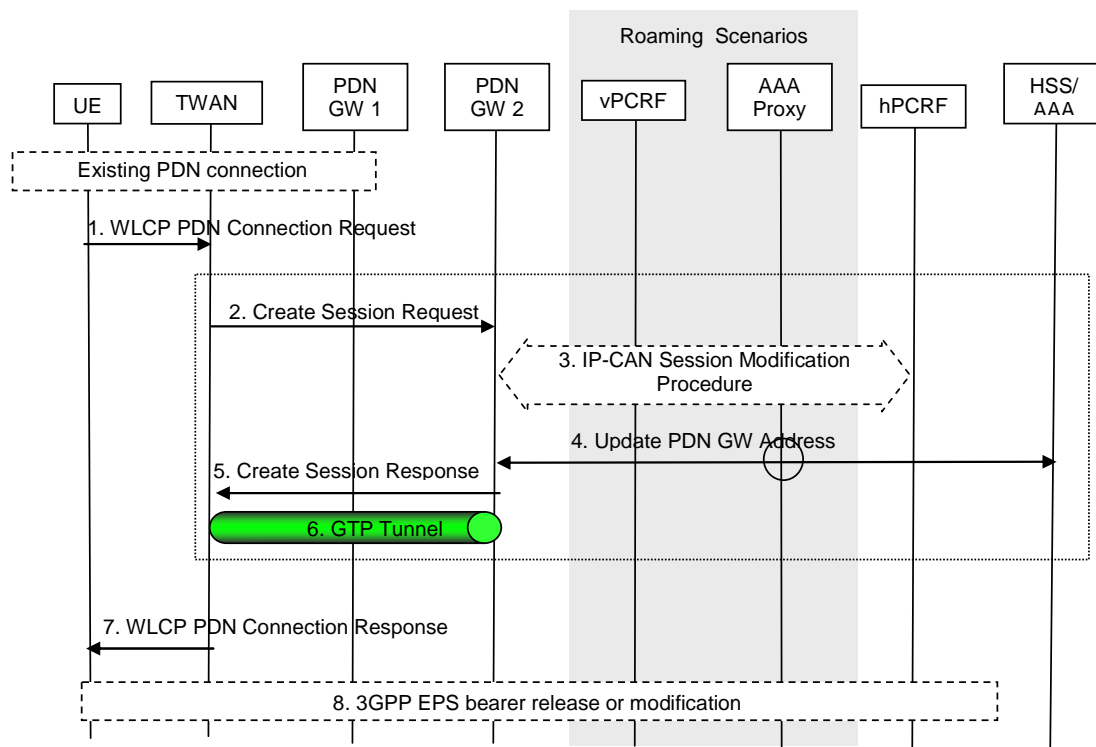 Roaming Scenarios
UE
TWAN
PDN
GW 1
PDN
GW 2
vPCRF
AAA
Proxy
hPCRF
HSS/
AAA
Existing PDN connection
1. WLCP PDN Connection Request
2. Create Session Request
3. IP-CAN Session Modification
Procedure
4. Update PDN GW Address
5. Create Session Response
6. GTP Tunnel
7. WLCP PDN Connection Response
8. 3GPP EPS bearer release or modification